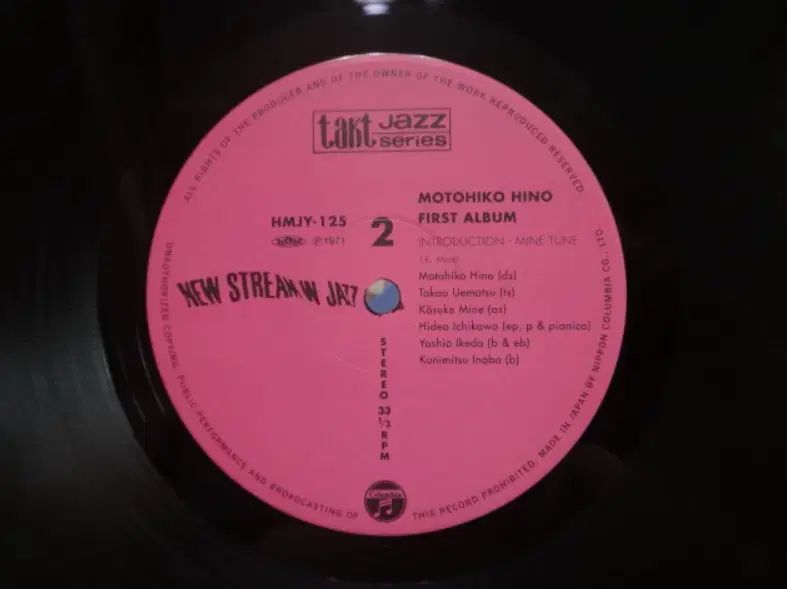 ALL RIGHTS OF THE PRODUCER AND OF THE OWNER OF THE WORK REPRODUCED RESERVED.
takt jazz series
MOTOHIKO HINO
FIRST ALBUM
HMJY-125
℗1971
2
INTRODUCTION - MINE TUNE
(K. Mine)
Motohiko Hino (ds)
Takao Uematsu (ts)
Kōsuke Mine (as)
Hideo Ichikawa (ep, p & pianica)
Yoshio Ikeda (b & eb)
Kunimitsu Inaba (b)
NEW STREAM IN JAZZ
STEREO 33 1/3 RPM
Columbia
UNAUTHORIZED COPYING, PUBLIC PERFORMANCE AND BROADCASTING OF THIS RECORD PROHIBITED. MADE IN JAPAN BY NIPPON COLUMBIA CO., LTD.